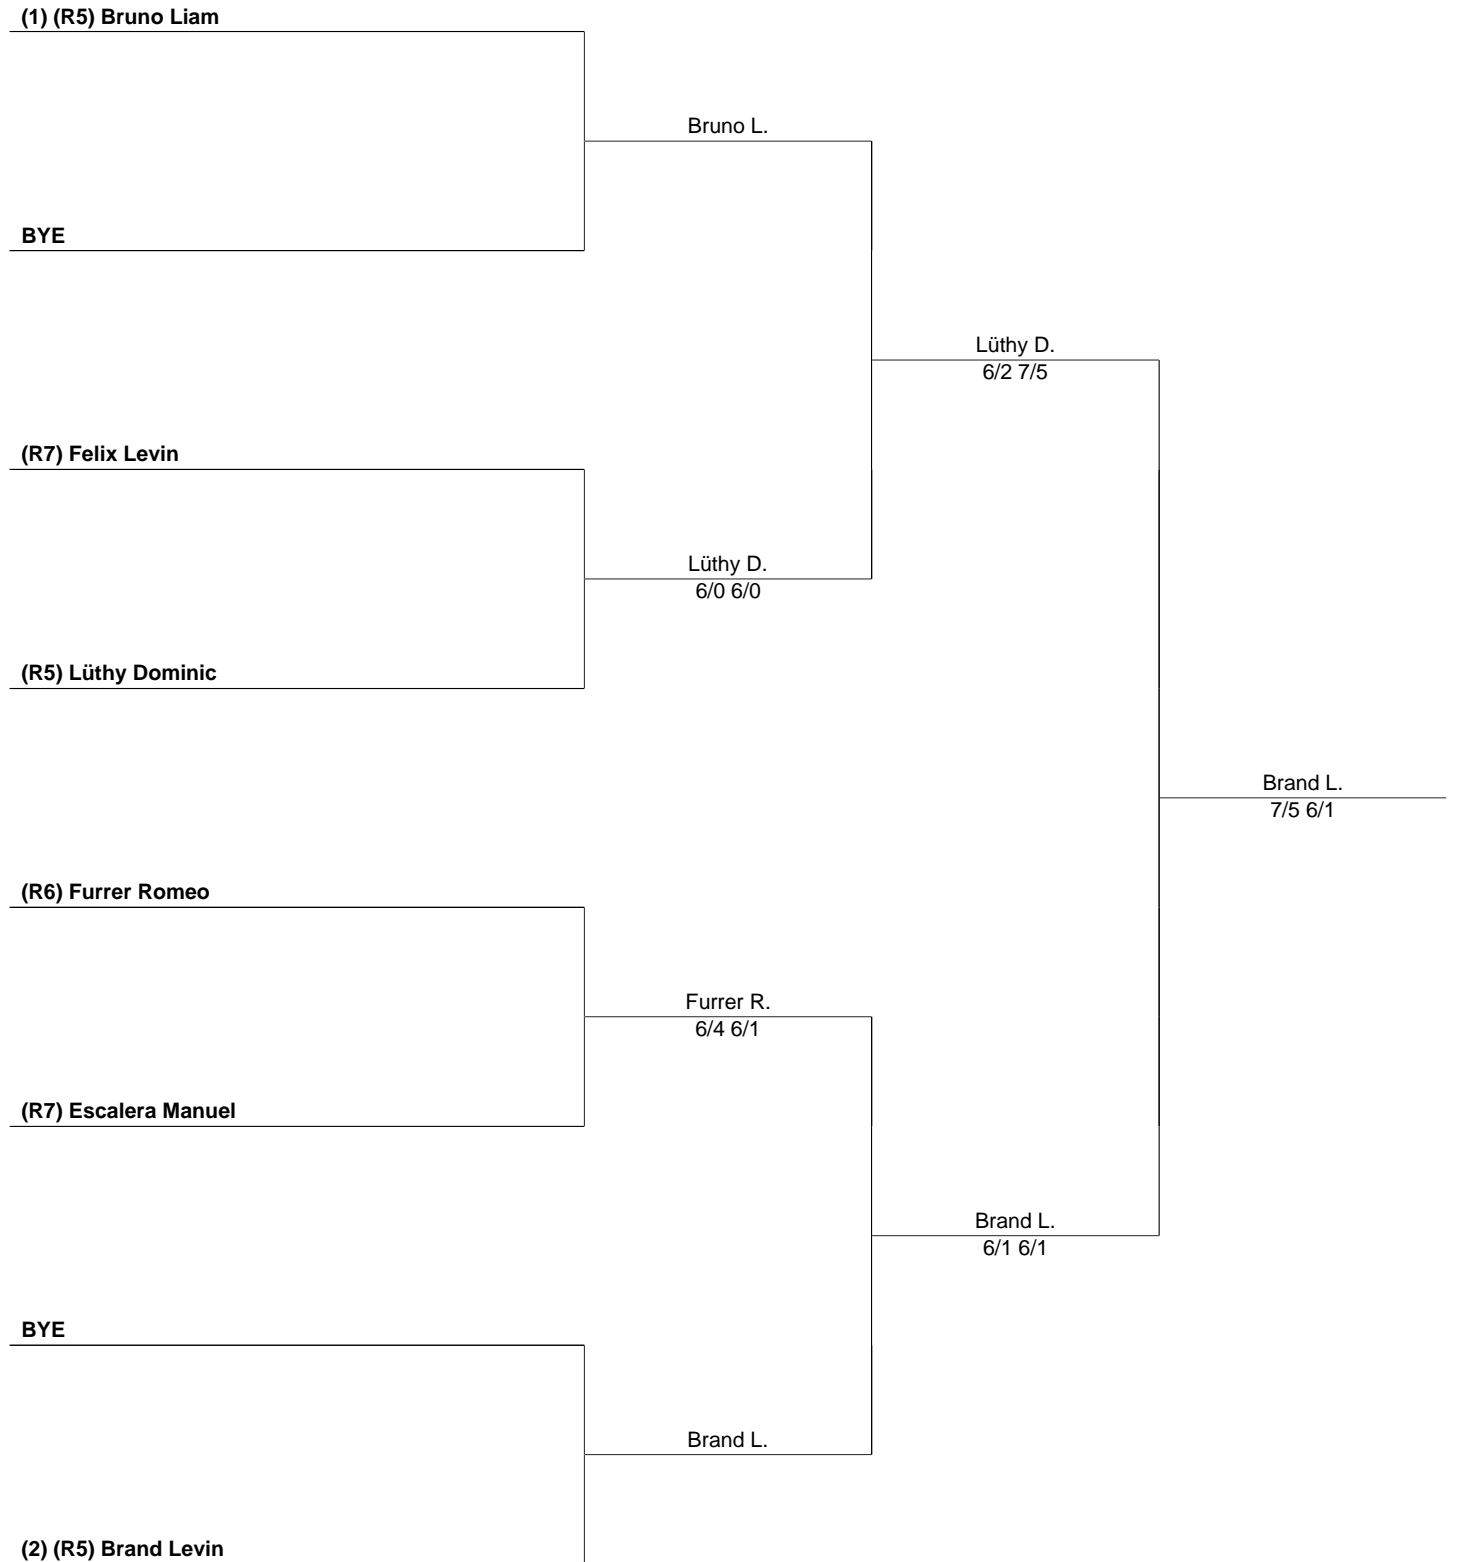 (1) (R5) Bruno Liam
Bruno L.
BYE
Lüthy D.
6/2 7/5
(R7) Felix Levin
Lüthy D.
6/0 6/0
(R5) Lüthy Dominic
Brand L.
7/5 6/1
(R6) Furrer Romeo
Furrer R.
6/4 6/1
(R7) Escalera Manuel
Brand L.
6/1 6/1
BYE
Brand L.
(2) (R5) Brand Levin